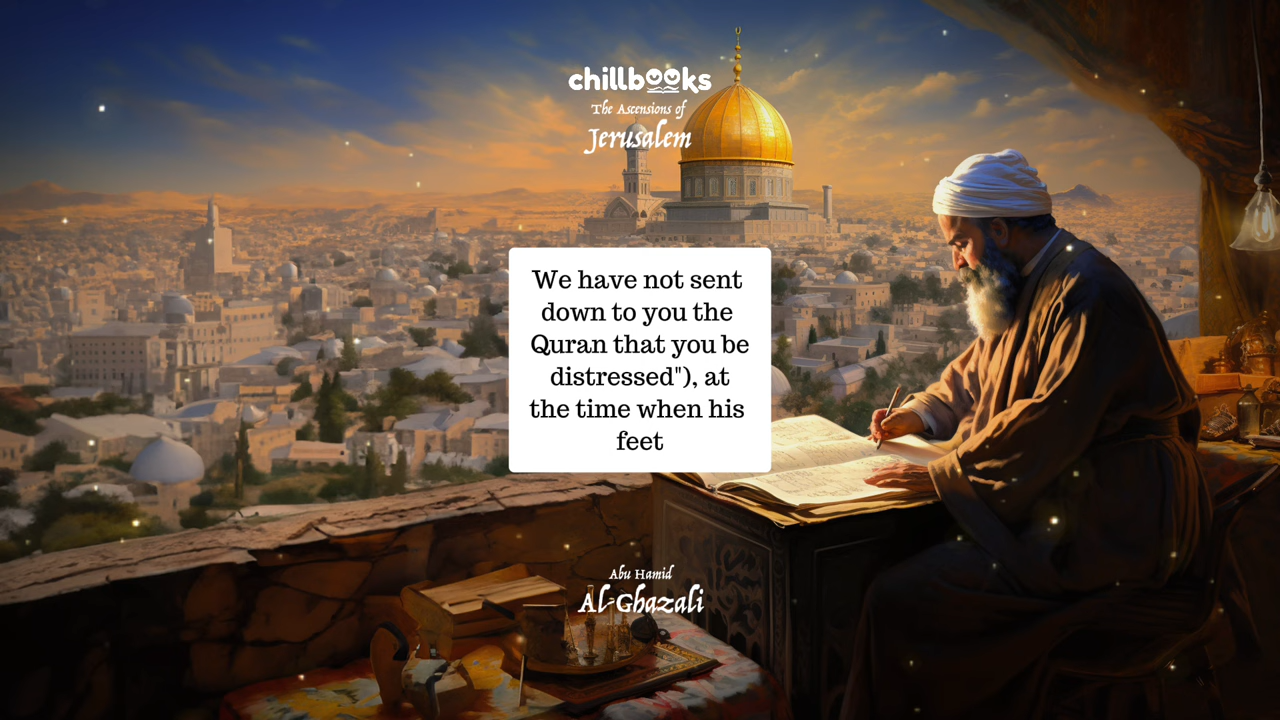 chillbooks
The Ascensions of
Jerusalem
We have not sent
down to you the
Quran that you be
distressed"), at
the time when his
feet
Abu Hamid
Al-Ghazali